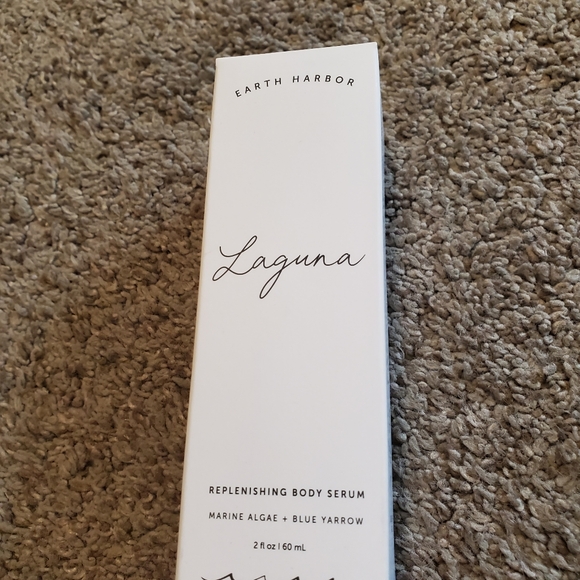 EARTH HARBOR
Laguna
REPLENISHING BODY SERUM
MARINE ALGAE + BLUE YARROW
2 fl oz | 60 mL